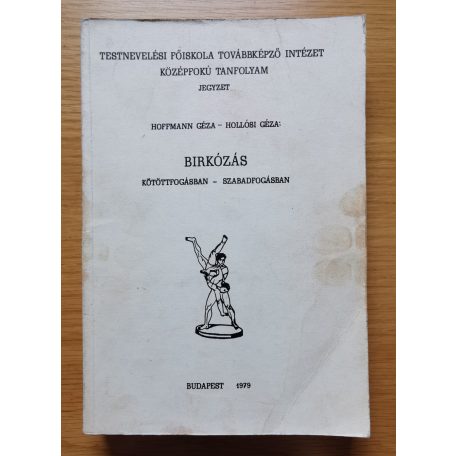 TESTNEVELÉSI FŐISKOLA TOVÁBBKÉPZŐ INTÉZET
KÖZÉPFOKÚ TANFOLYAM
JEGYZET
HOFFMANN GÉZA - HOLLÓSI GÉZA:
BIRKÓZÁS
KÖTÖTTFOGÁSBAN - SZABADFOGÁSBAN
BUDAPEST 1979